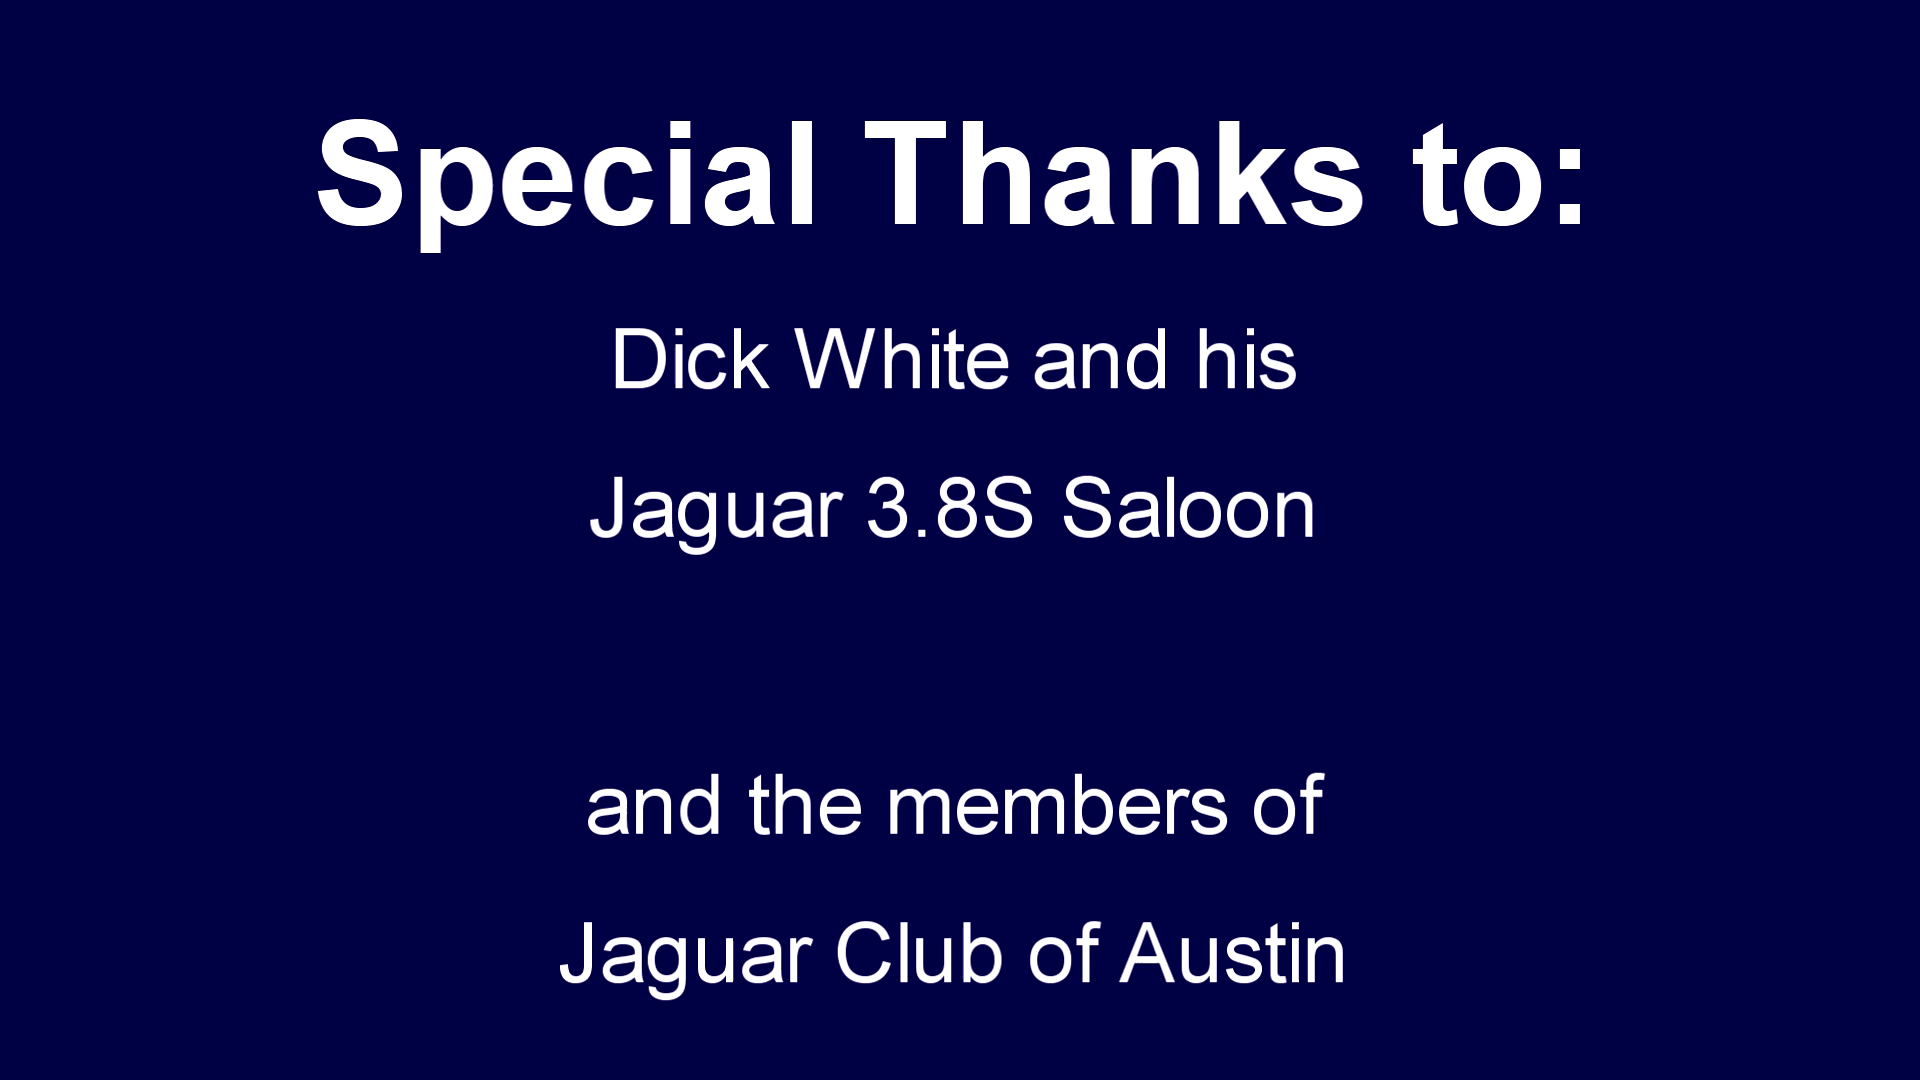 Special Thanks to:
Dick White and his
Jaguar 3.8S Saloon
and the members of
Jaguar Club of Austin